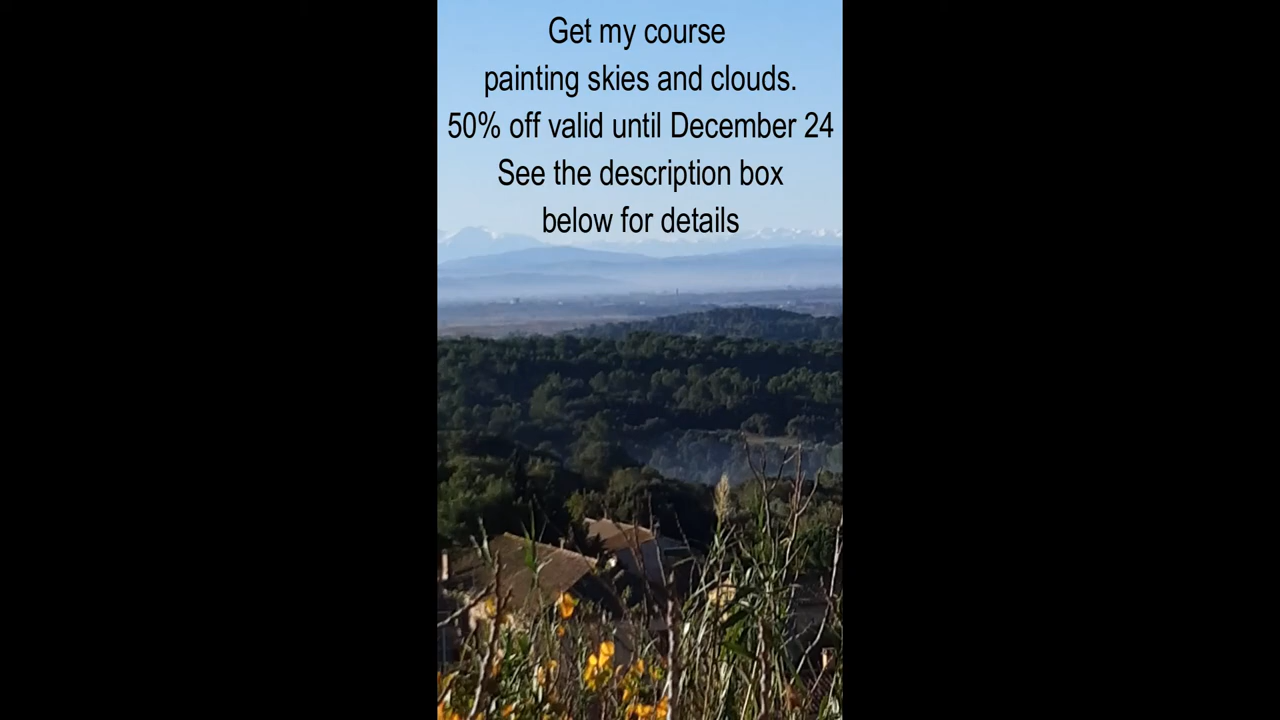 Get my course
painting skies and clouds.
50% off valid until December 24
See the description box
below for details